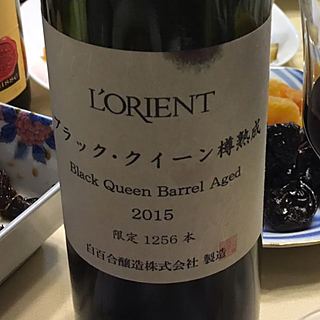 L'ORIENT
ブラック・クイーン樽熟成
Black Queen Barrel Aged
2015
限定 1256 本
白百合醸造株式会社 製造